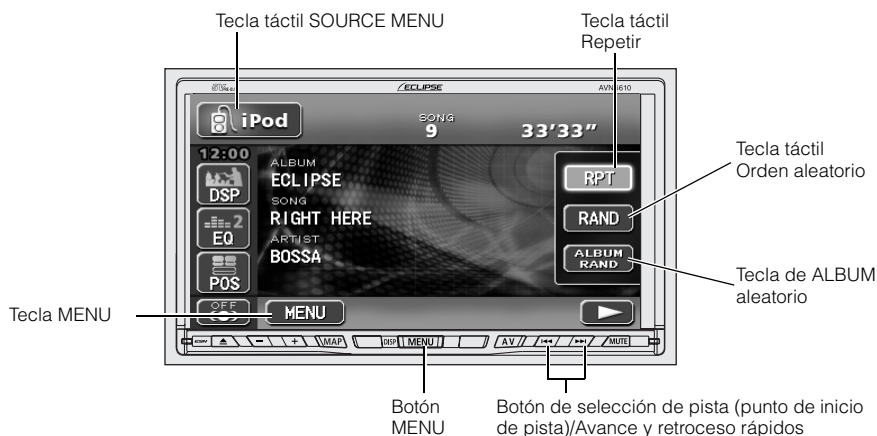 Tecla táctil SOURCE MENU
Tecla táctil
Repetir
ECLIPSE
AVN6610
iPod
SONG
9
33'33"
12:00
ALBUM
ECLIPSE
SONG
RIGHT HERE
ARTIST
BOSSA
DSP
2
EQ
POS
OFF
RPT
RAND
ALBUM
RAND
MENU
Tecla táctil
Orden aleatorio
Tecla de ALBUM
aleatorio
Tecla MENU
MAP
DISP
MENU
AV
MUTE
Botón
MENU
Botón de selección de pista (punto de inicio
de pista)/Avance y retroceso rápidos